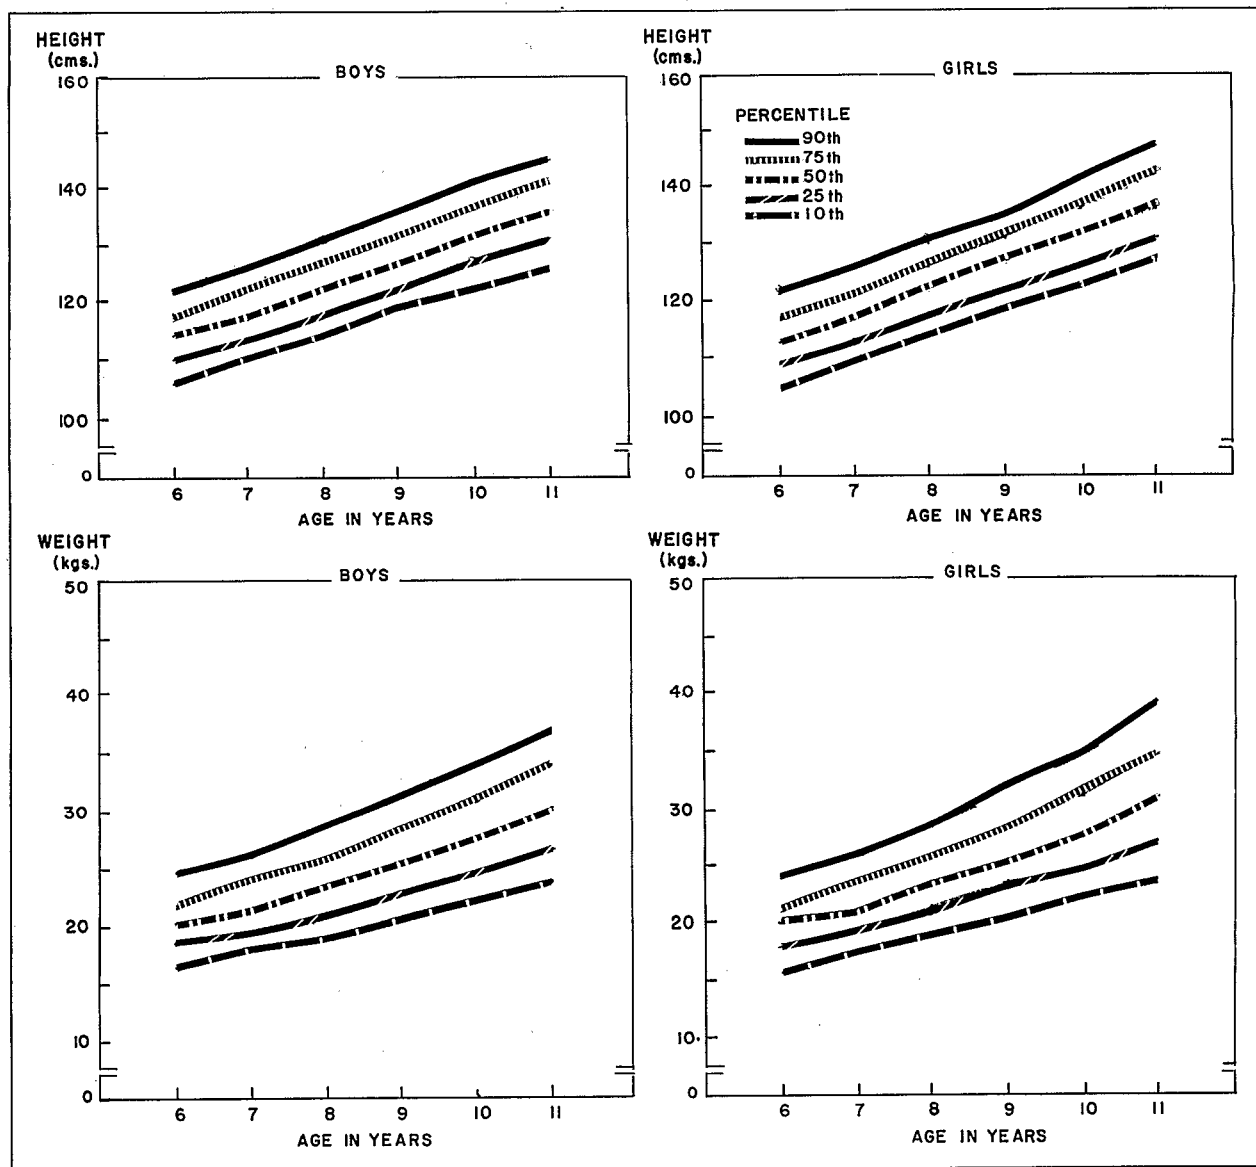 HEIGHT
(cms.)
BOYS
160
140
120
100
0
6 7 8 9 10 11
AGE IN YEARS
HEIGHT
(cms.)
GIRLS
160
PERCENTILE
90th
75th
50th
25th
10th
140
120
100
0
6 7 8 9 10 11
AGE IN YEARS
WEIGHT
(kgs.)
BOYS
50
40
30
20
10
0
6 7 8 9 10 11
AGE IN YEARS
WEIGHT
(kgs.)
GIRLS
50
40
30
20
10
0
6 7 8 9 10 11
AGE IN YEARS